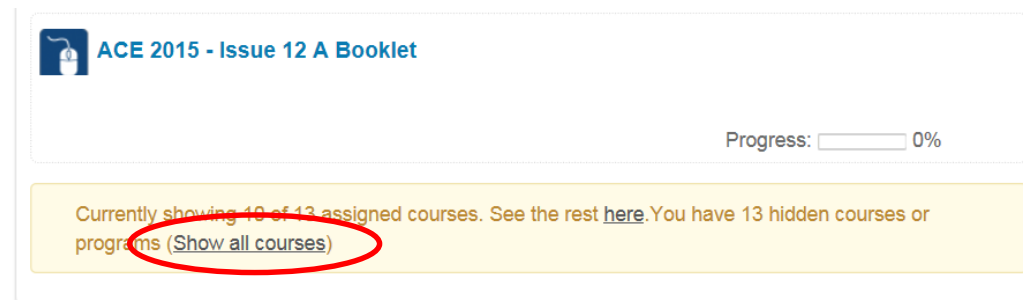 ACE 2015 - Issue 12 A Booklet
Progress: 0%
Currently showing 10 of 13 assigned courses. See the rest here.You have 13 hidden courses or
programs (Show all courses)